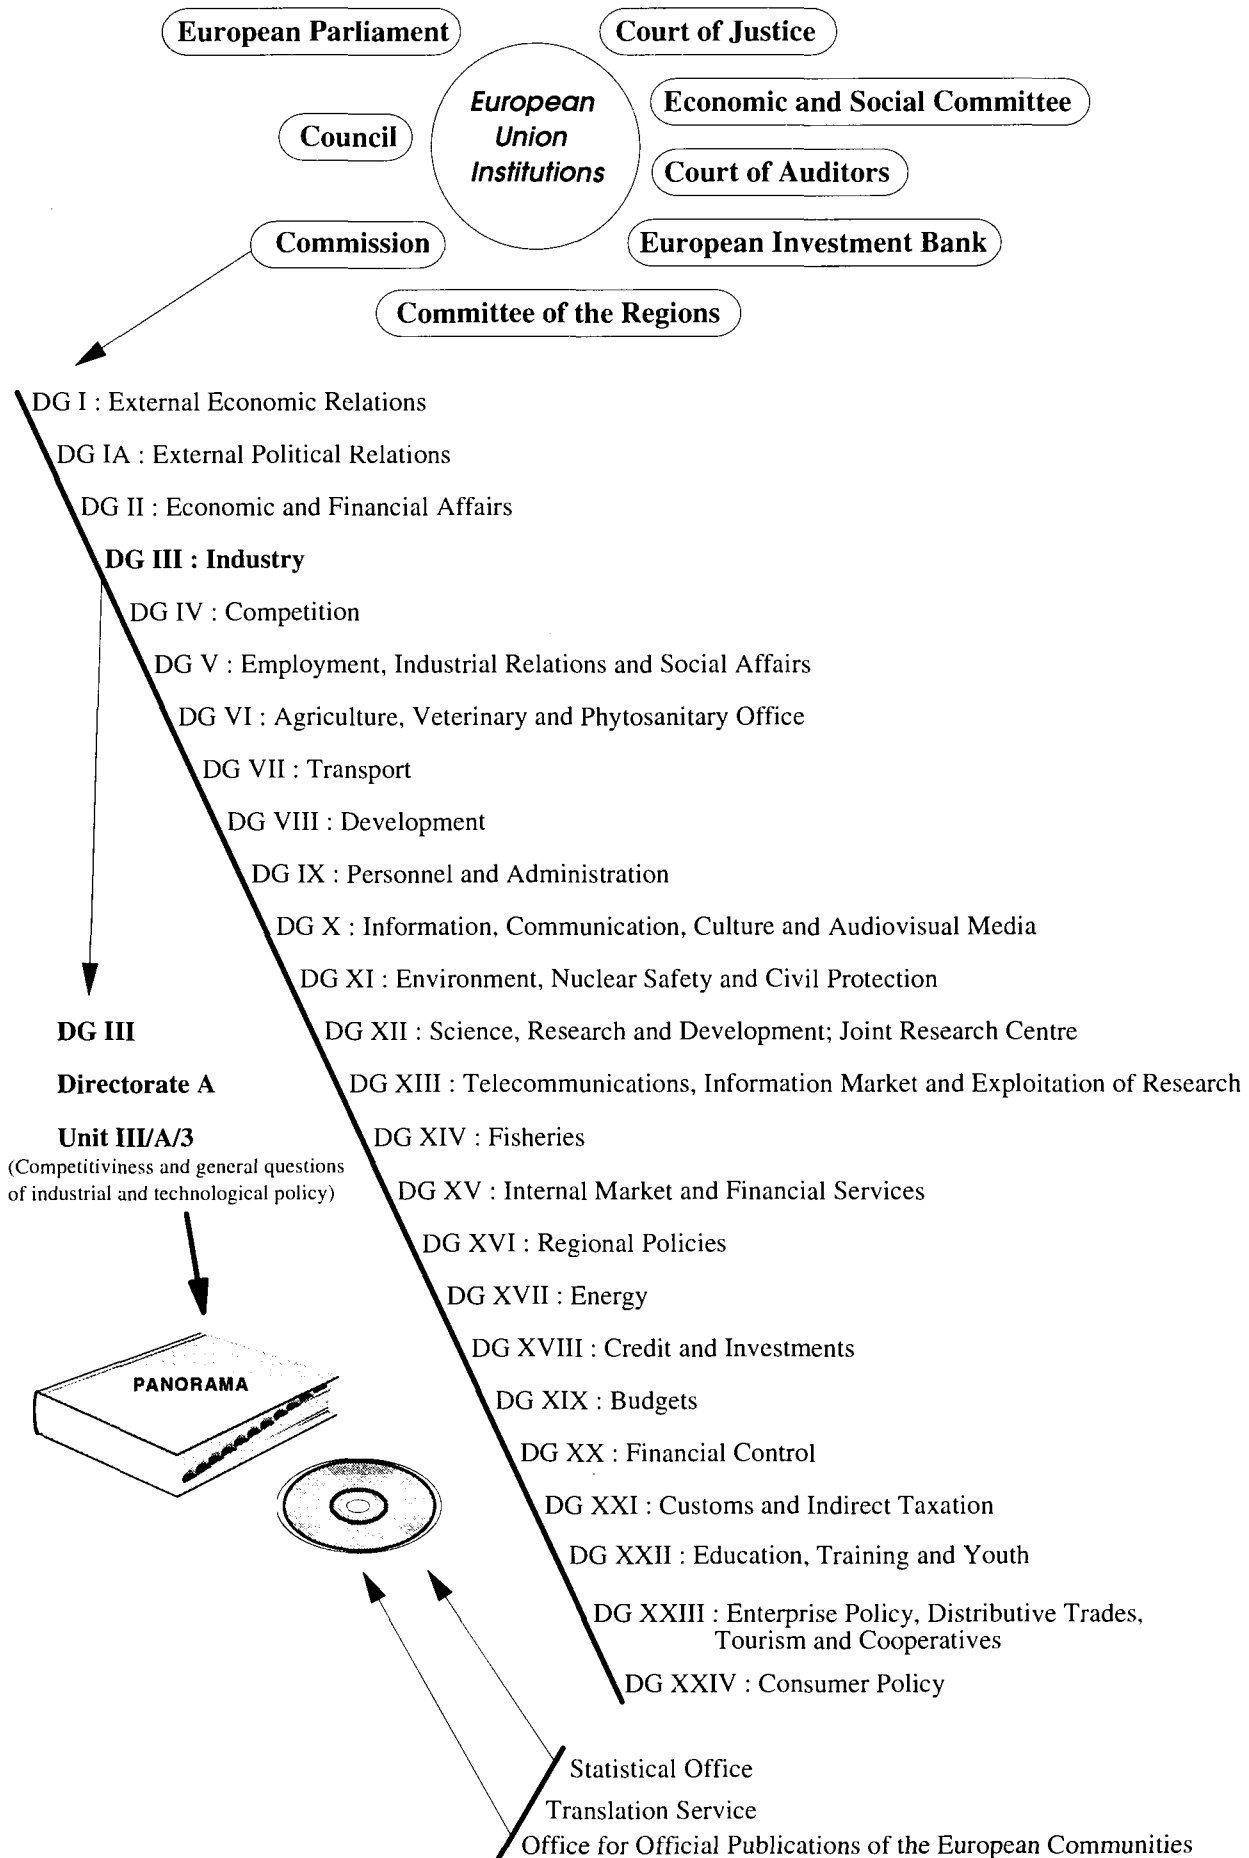 European Parliament
Court of Justice
European
Union
Institutions
Economic and Social Committee
Council
Court of Auditors
Commission
European Investment Bank
Committee of the Regions
DG I : External Economic Relations
DG IA : External Political Relations
DG II : Economic and Financial Affairs
DG III : Industry
DG IV : Competition
DG V : Employment, Industrial Relations and Social Affairs
DG VI : Agriculture, Veterinary and Phytosanitary Office
DG VII : Transport
DG VIII : Development
DG IX : Personnel and Administration
DG X : Information, Communication, Culture and Audiovisual Media
DG XI : Environment, Nuclear Safety and Civil Protection
DG XII : Science, Research and Development; Joint Research Centre
DG XIII : Telecommunications, Information Market and Exploitation of Research
DG XIV : Fisheries
DG XV : Internal Market and Financial Services
DG XVI : Regional Policies
DG XVII : Energy
DG XVIII : Credit and Investments
DG XIX : Budgets
DG XX : Financial Control
DG XXI : Customs and Indirect Taxation
DG XXII : Education, Training and Youth
DG XXIII : Enterprise Policy, Distributive Trades,
Tourism and Cooperatives
DG XXIV : Consumer Policy
DG III
Directorate A
Unit III/A/3
(Competitiviness and general questions
of industrial and technological policy)
PANORAMA
Statistical Office
Translation Service
Office for Official Publications of the European Communities